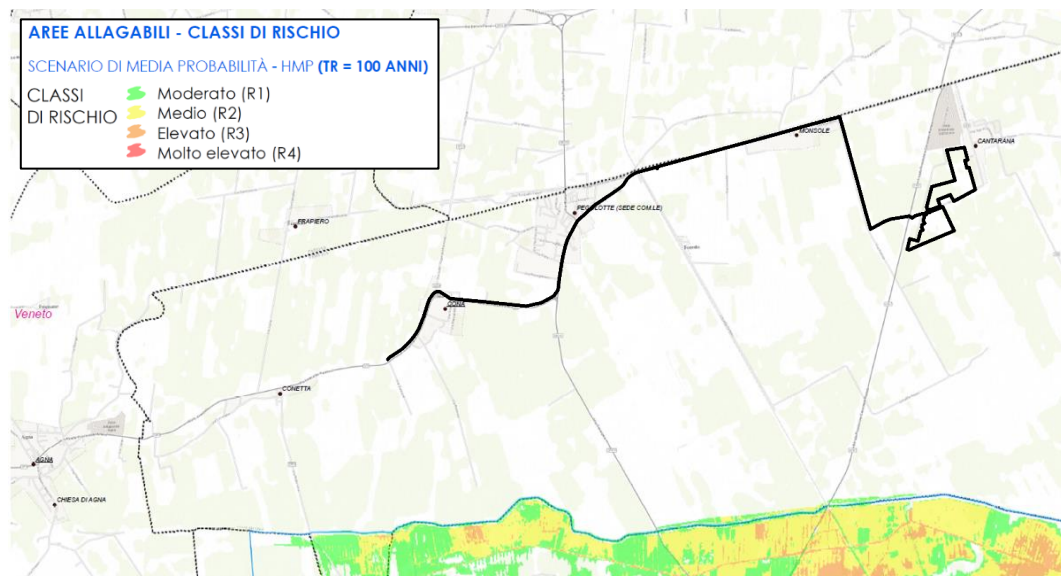 AREE ALLAGABILI - CLASSI DI RISCHIO
SCENARIO DI MEDIA PROBABILITÀ - HMP (TR = 100 ANNI)
CLASSI
DI RISCHIO
Moderato (R1)
Medio (R2)
Elevato (R3)
Molto elevato (R4)
MONSOLE
CANTARANA
PEGOLOTTE (SEDE COM.LE)
FRAPIERO
CONA
Veneto
CONETTA
AGNA
CHIESA DI AGNA